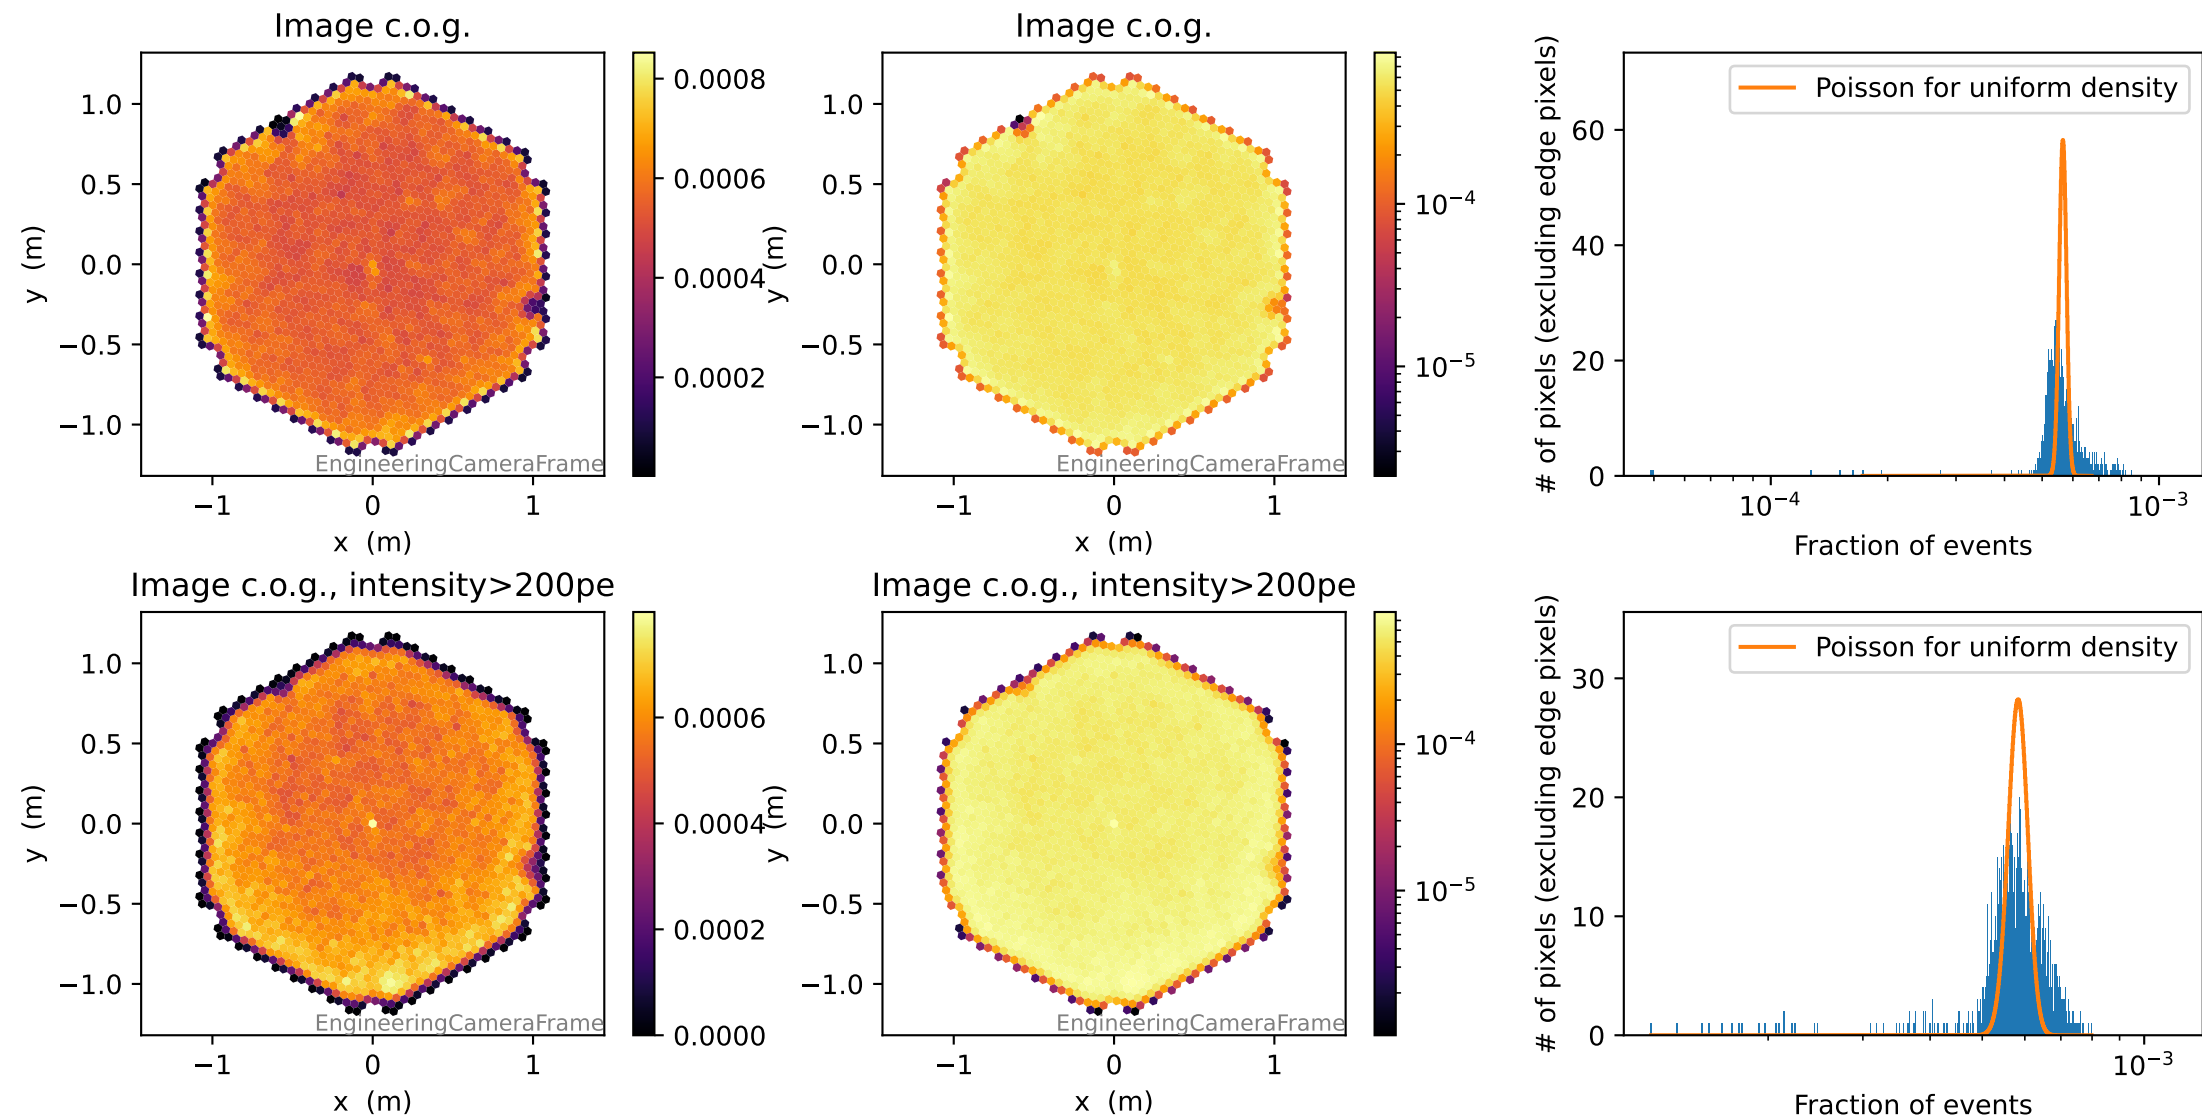 Image c.o.g.
1.0
0.5
0.0
−0.5
−1.0
y (m)
−1
0
1
x (m)
EngineeringCameraFrame
0.0008
0.0006
0.0004
0.0002
Image c.o.g.
1.0
0.5
0.0
−0.5
−1.0
y (m)
−1
0
1
x (m)
EngineeringCameraFrame
10⁻⁴
10⁻⁵
Poisson for uniform density
60
40
20
0
# of pixels (excluding edge pixels)
10⁻⁴
10⁻³
Fraction of events
Image c.o.g., intensity>200pe
1.0
0.5
0.0
−0.5
−1.0
y (m)
−1
0
1
x (m)
EngineeringCameraFrame
0.0006
0.0004
0.0002
0.0000
Image c.o.g., intensity>200pe
1.0
0.5
0.0
−0.5
−1.0
y (m)
−1
0
1
x (m)
EngineeringCameraFrame
10⁻⁴
10⁻⁵
Poisson for uniform density
30
20
10
0
# of pixels (excluding edge pixels)
10⁻³
Fraction of events